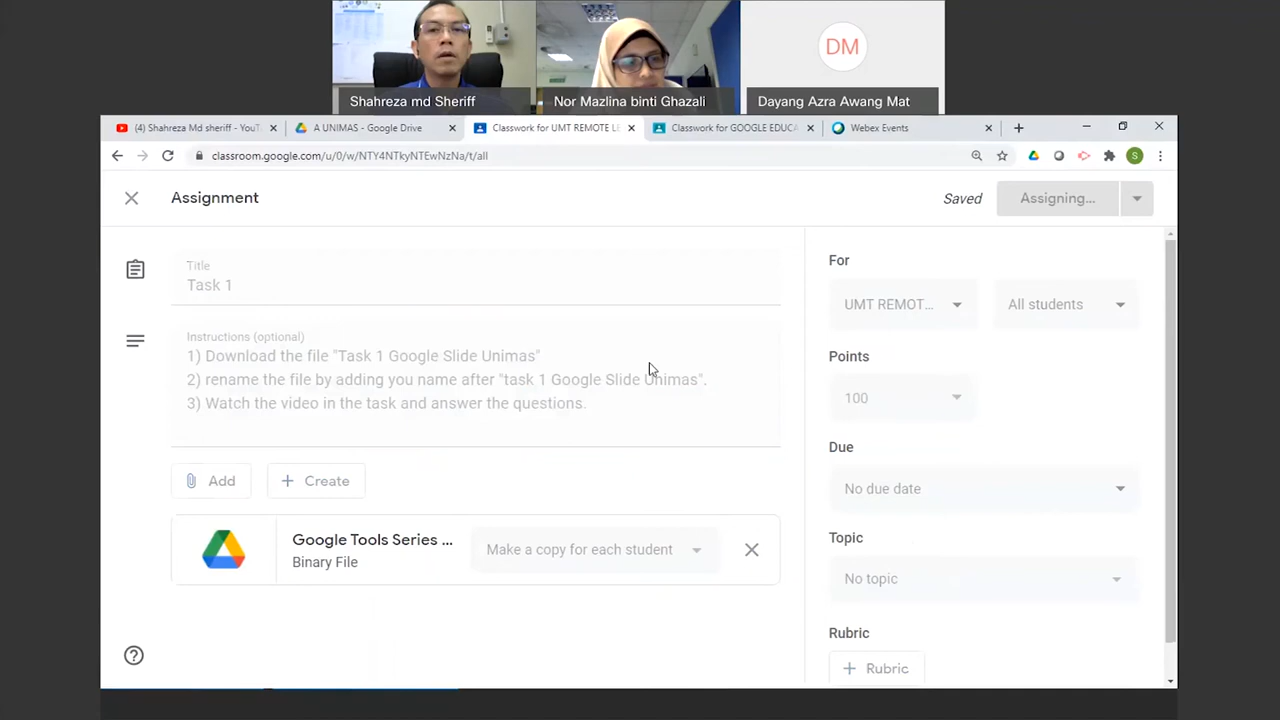 DM
Shahreza md Sheriff
Nor Mazlina binti Ghazali
Dayang Azra Awang Mat
(4) Shahreza Md sheriff - YouT
A UNIMAS - Google Drive
Classwork for UMT REMOTE LE
Classwork for GOOGLE EDUCA
Webex Events
classroom.google.com/u/0/w/NTY4NTkyNTEwNzNa/t/all
S
Assignment
Saved
Assigning...
Title
Task 1
Instructions (optional)
1) Download the file "Task 1 Google Slide Unimas"
2) rename the file by adding you name after "task 1 Google Slide Unimas".
3) Watch the video in the task and answer the questions.
Add
Create
Google Tools Series ...
Binary File
Make a copy for each student
For
UMT REMOT...
All students
Points
100
Due
No due date
Topic
No topic
Rubric
Rubric